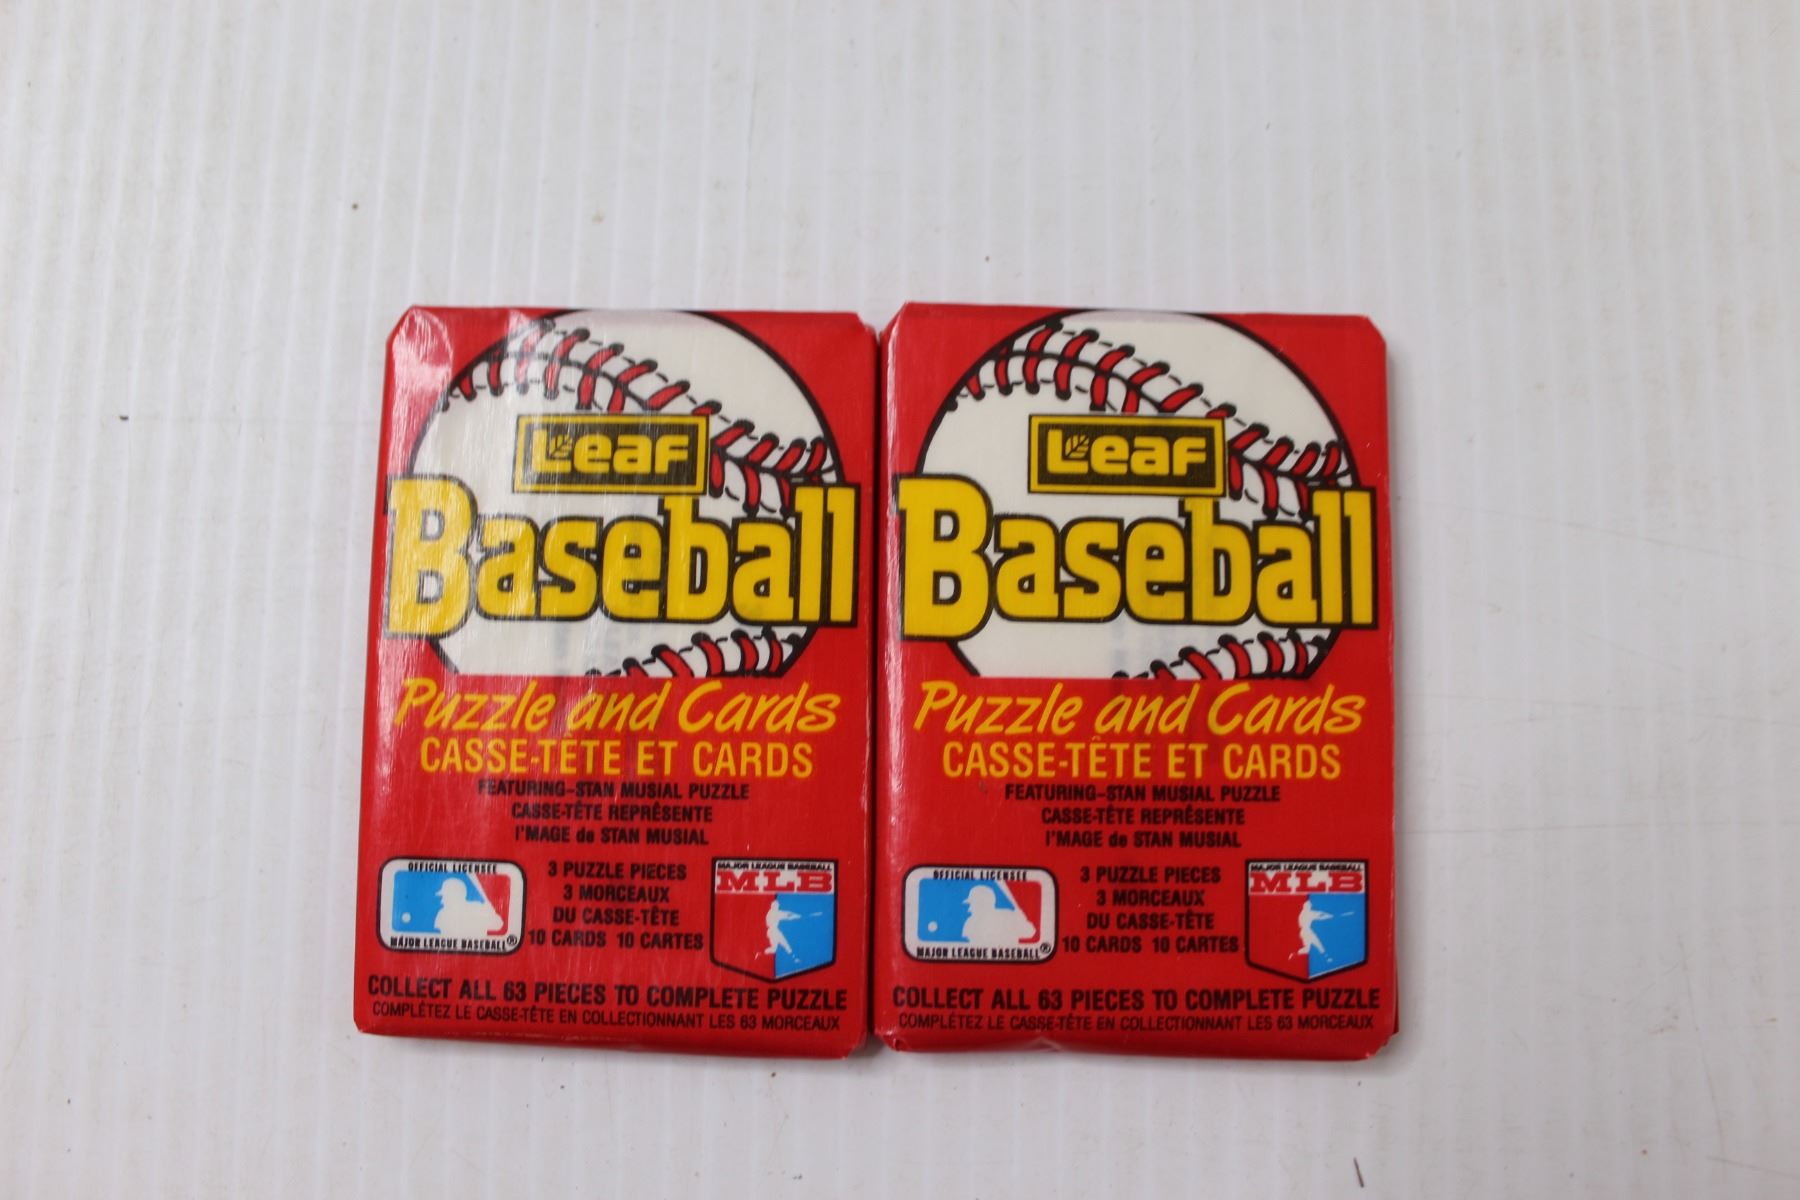 Leaf
Baseball
Puzzle and Cards
CASSE-TÊTE ET CARDS
FEATURING-STAN MUSIAL PUZZLE
CASSE-TÊTE REPRÉSENTE
l'MAGE de STAN MUSIAL
OFFICIAL LICENSEE
MAJOR LEAGUE BASEBALL®
3 PUZZLE PIECES
3 MORCEAUX
DU CASSE-TÊTE
10 CARDS 10 CARTES
MAJOR LEAGUE BASEBALL
MLB
COLLECT ALL 63 PIECES TO COMPLETE PUZZLE
COMPLÉTEZ LE CASSE-TÊTE EN COLLECTIONNANT LES 63 MORCEAUX
Leaf
Baseball
Puzzle and Cards
CASSE-TÊTE ET CARDS
FEATURING-STAN MUSIAL PUZZLE
CASSE-TÊTE REPRÉSENTE
l'MAGE de STAN MUSIAL
OFFICIAL LICENSEE
MAJOR LEAGUE BASEBALL®
3 PUZZLE PIECES
3 MORCEAUX
DU CASSE-TÊTE
10 CARDS 10 CARTES
MAJOR LEAGUE BASEBALL
MLB
COLLECT ALL 63 PIECES TO COMPLETE PUZZLE
COMPLÉTEZ LE CASSE-TÊTE EN COLLECTIONNANT LES 63 MORCEAUX